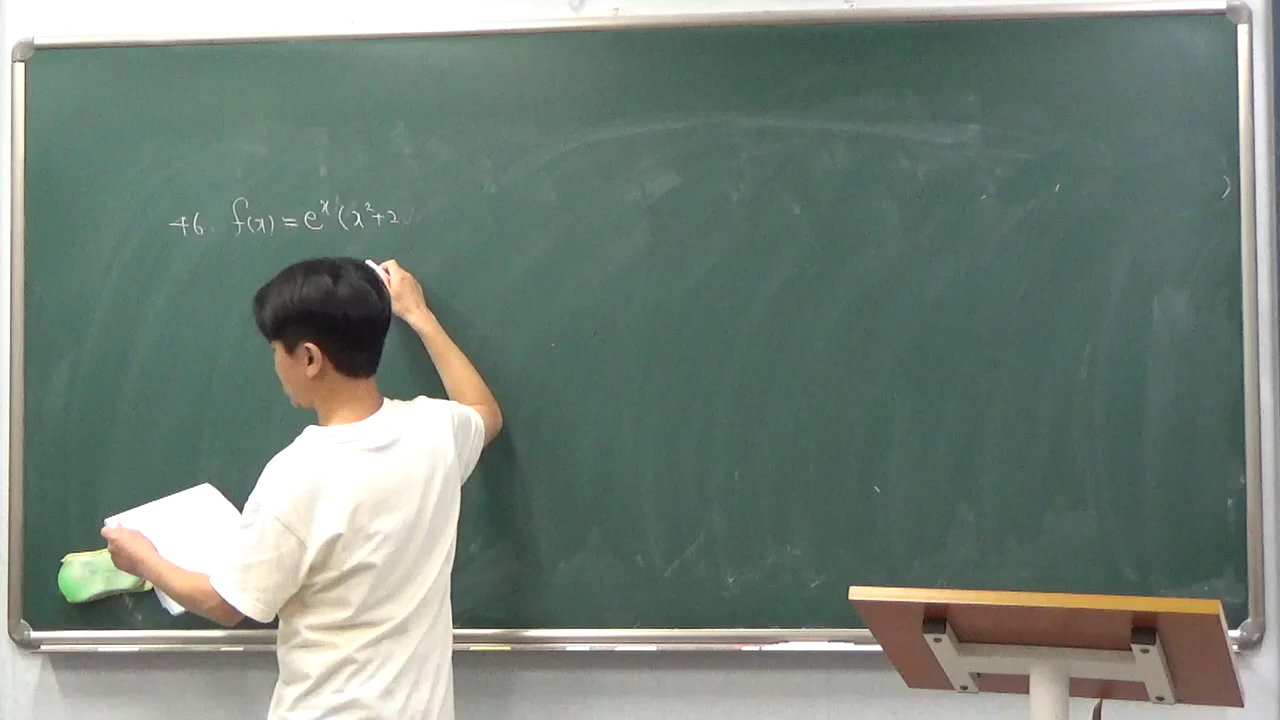 46. f(x) = e^x (x²+2